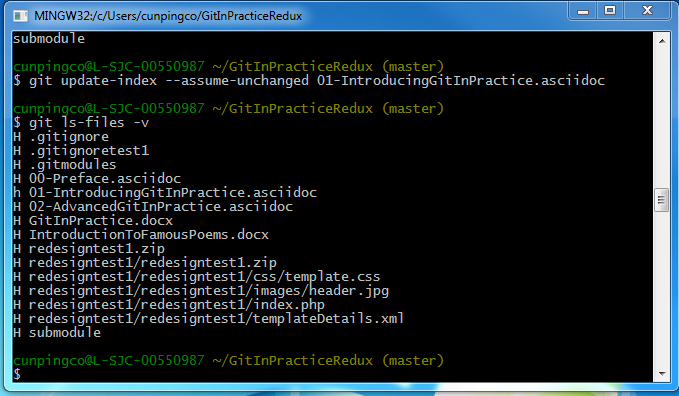 MINGW32:/c/Users/cunpingco/GitInPracticeRedux
submodule
cunpingco@L-SJC-00550987 ~/GitInPracticeRedux (master)
$ git update-index --assume-unchanged 01-IntroducingGitInPractice.asciidoc
cunpingco@L-SJC-00550987 ~/GitInPracticeRedux (master)
$ git ls-files -v
H .gitignore
H .gitignoretest1
H .gitmodules
H 00-Preface.asciidoc
h 01-IntroducingGitInPractice.asciidoc
H 02-AdvancedGitInPractice.asciidoc
H GitInPractice.docx
H IntroductionToFamousPoems.docx
H redesigntest1.zip
H redesigntest1/redesigntest1.zip
H redesigntest1/redesigntest1/css/template.css
H redesigntest1/redesigntest1/images/header.jpg
H redesigntest1/redesigntest1/index.php
H redesigntest1/redesigntest1/templateDetails.xml
H submodule
cunpingco@L-SJC-00550987 ~/GitInPracticeRedux (master)
$